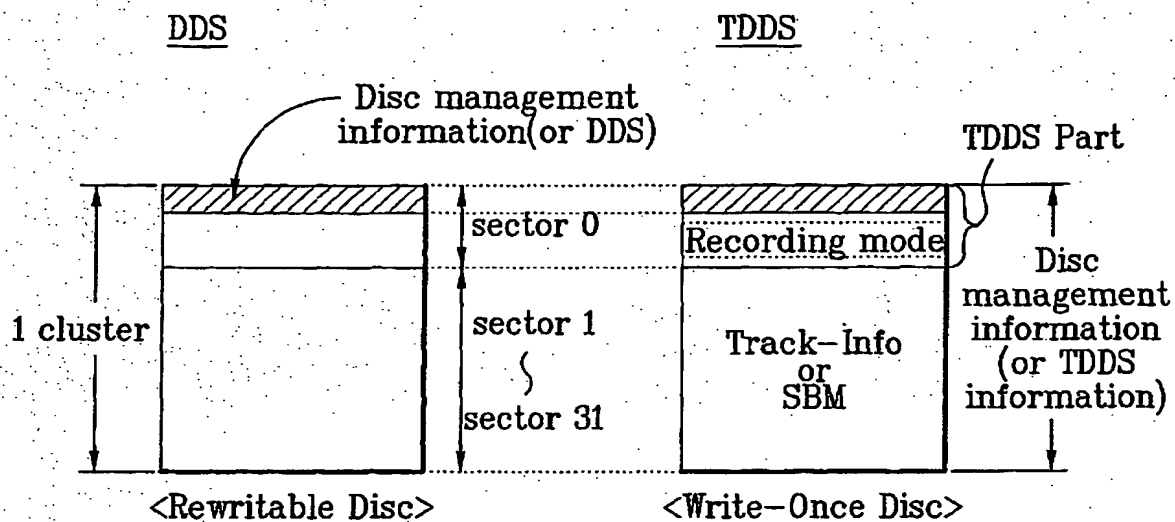 DDS
TDDS
Disc management
information(or DDS)
TDDS Part
sector 0
Recording mode
1 cluster
sector 1
sector 31
Track-Info
or
SBM
Disc
management
information
(or TDDS
information)
<Rewritable Disc>
<Write-Once Disc>